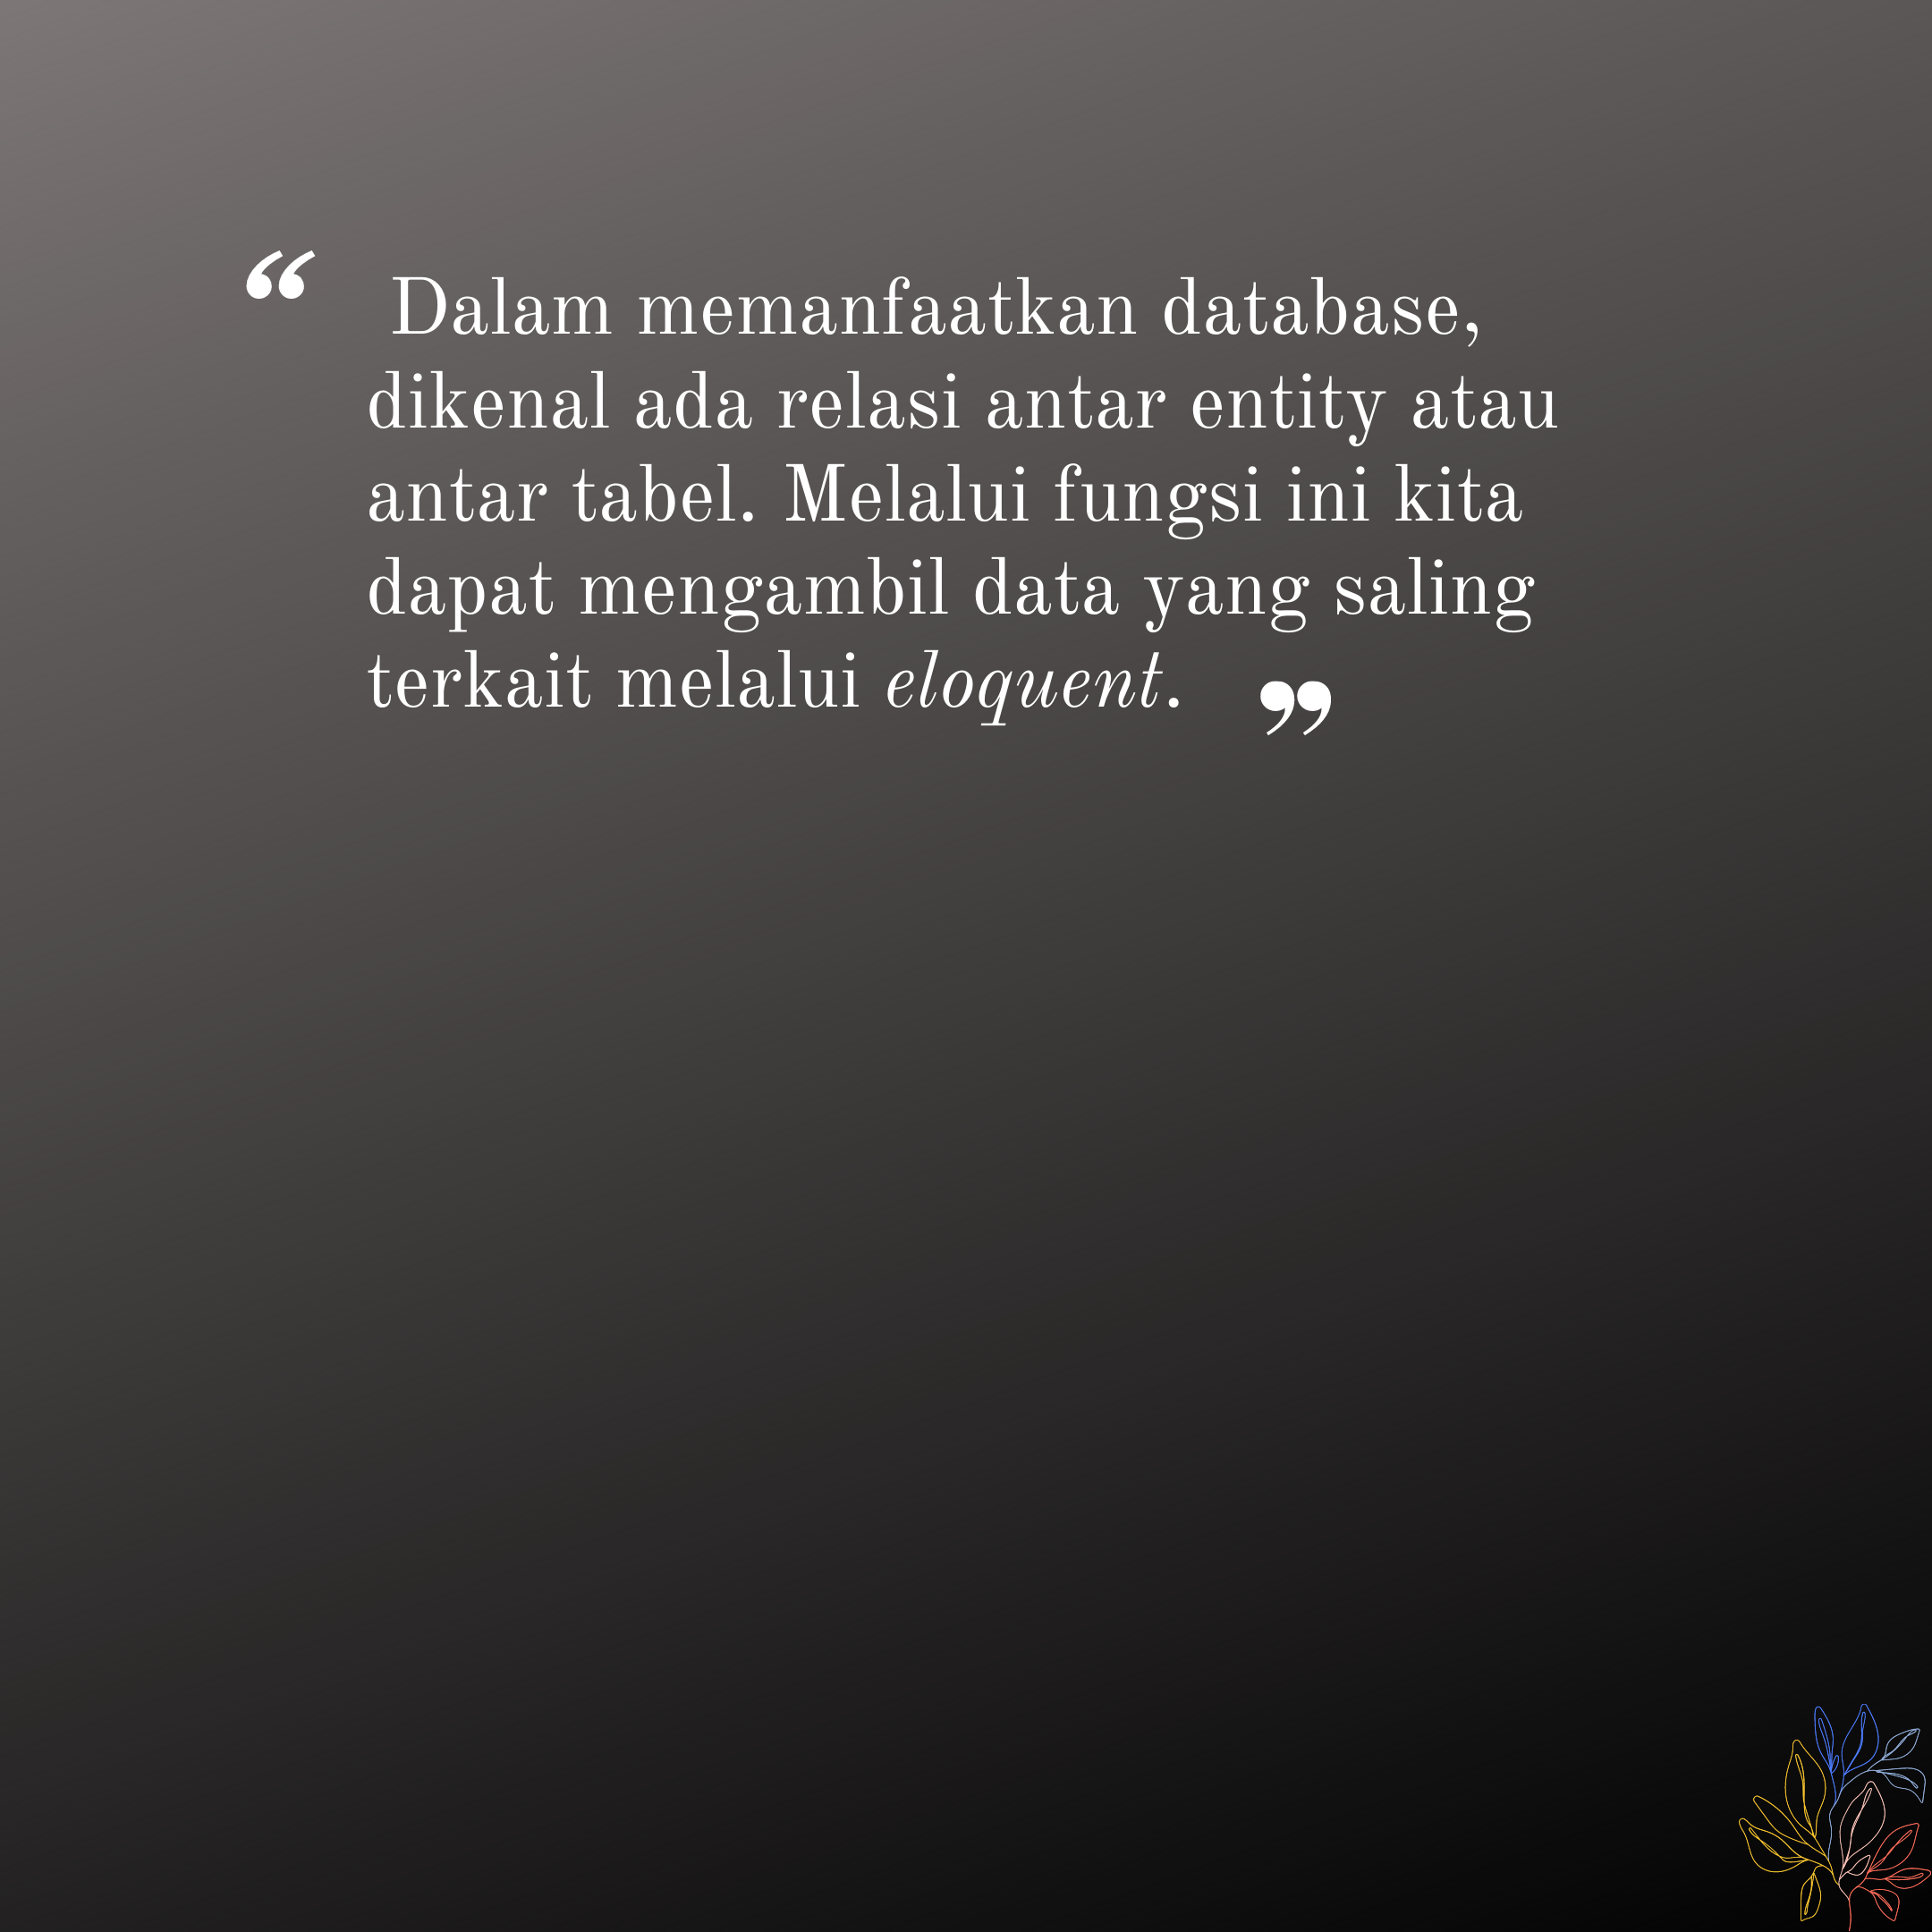 “ Dalam memanfaatkan database,
dikenal ada relasi antar entity atau
antar tabel. Melalui fungsi ini kita
dapat mengambil data yang saling
terkait melalui eloquent. ”